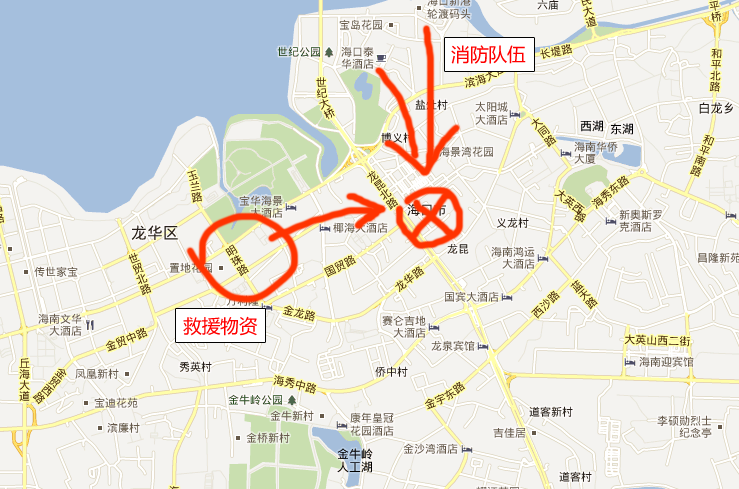 海口新港
轮渡码头
六庙
宝岛花园
世纪公园
海口泰
华酒店
消防队伍
长堤路
滨海大
和平北路
世纪大桥
盐灶村
太阳城
大酒店
白龙乡
博义村
大同路
西湖
东湖
海景湾花园
海南华侨
大厦
和平南路
玉兰路
龙昆北路
宝华海景
大酒店
海秀东路
大英西
海口市
义龙村
新奥斯罗
克酒店
龙华区
椰海大酒店
龙昆
明珠路
世贸北路
置地花园
国贸路
海南鸿运
大酒店
昌隆新苑
传世家宝
龙华路
蓝天路
国宾大酒店
西沙路
海南文华
大酒店
救援物资
金龙路
赛仑吉地
大酒店
金贸中路
龙泉宾馆
大英山西二街
海南迎宾馆
丘海大道
秀英村
凤凰新村
金贸西路
海秀中路
侨中村
金宇东路
宝迪花苑
金牛岭公园
金牛新村
道客新村
滨廉村
康年皇冠
花园酒店
李硕勋烈士
纪念亭
金桥新村
吉佳居
金牛岭
人工湖
金沙湾
道客村